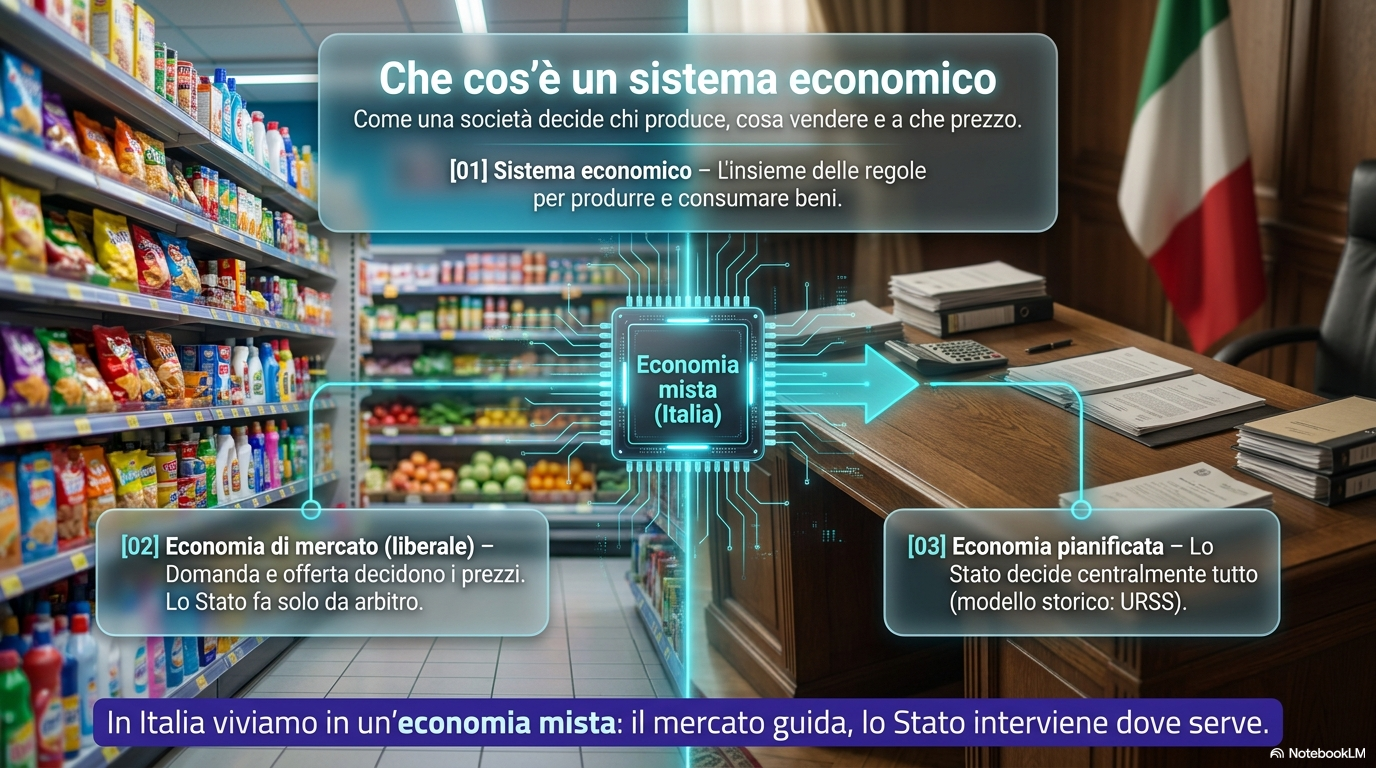 Che cos'è un sistema economico
Come una società decide chi produce, cosa vendere e a che prezzo.
[01] Sistema economico – L'insieme delle regole
per produrre e consumare beni.
Economia
mista
(Italia)
[02] Economia di mercato (liberale) –
Domanda e offerta decidono i prezzi.
Lo Stato fa solo da arbitro.
[03] Economia pianificata – Lo
Stato decide centralmente tutto
(modello storico: URSS).
In Italia viviamo in un'economia mista: il mercato guida, lo Stato interviene dove serve.
NotebookLM